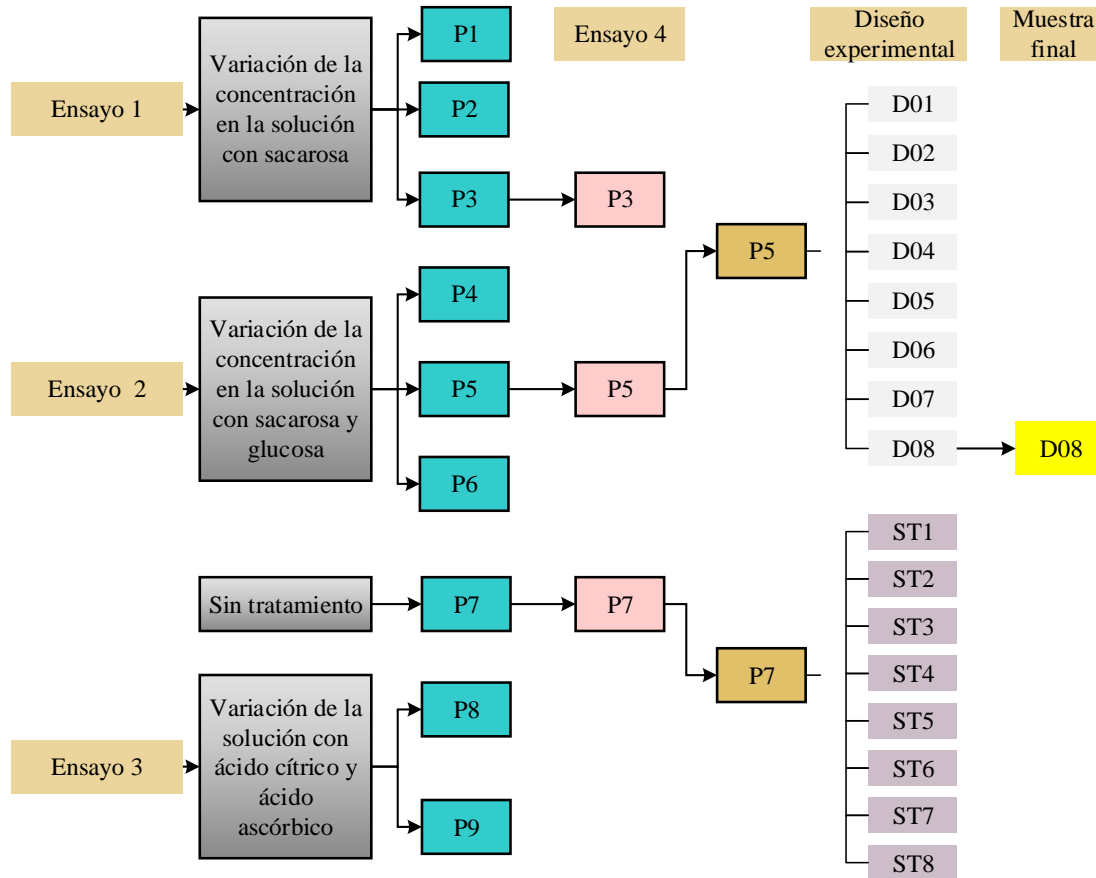 Ensayo 4
Diseño
experimental
Muestra
final
Ensayo 1
Variación de la
concentración
en la solución
con sacarosa
P1
P2
P3
P3
Ensayo 2
Variación de la
concentración
en la solución
con sacarosa y
glucosa
P4
P5
P6
P5
P5
D01
D02
D03
D04
D05
D06
D07
D08
D08
Sin tratamiento
P7
P7
P7
Ensayo 3
Variación de la
solución con
ácido cítrico y
ácido
ascórbico
P8
P9
ST1
ST2
ST3
ST4
ST5
ST6
ST7
ST8